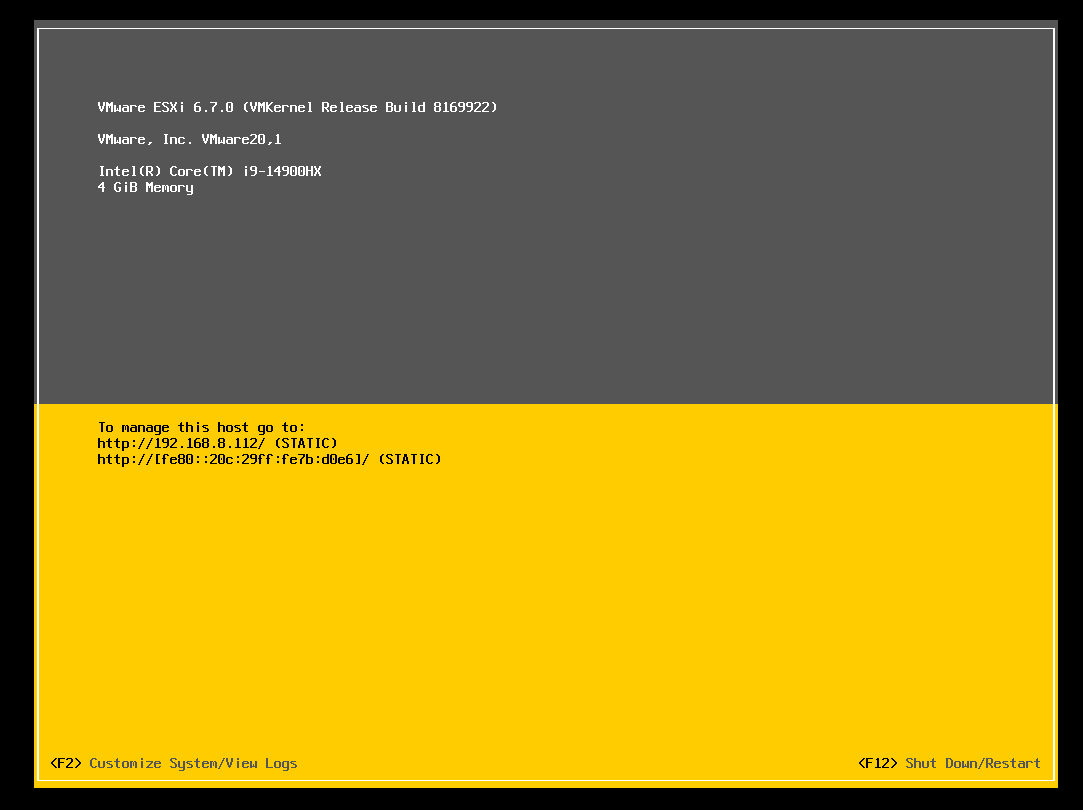 VMware ESXi 6.7.0 (VMKernel Release Build 8169922)
VMware, Inc. VMware20,1
Intel(R) Core(TM) i9-14900HX
4 GiB Memory
To manage this host go to:
http://192.168.8.112/ (STATIC)
http://[fe80::20c:29ff:fe7b:d0e6]/ (STATIC)
<F2> Customize System/View Logs
<F12> Shut Down/Restart